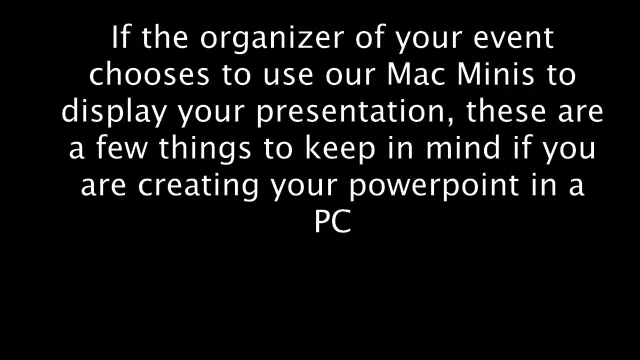 If the organizer of your event
chooses to use our Mac Minis to
display your presentation, these are
a few things to keep in mind if you
are creating your powerpoint in a
PC